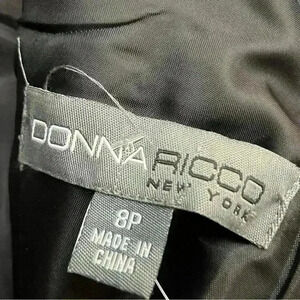 DONNA RICCO
NEW YORK
8P
MADE IN
CHINA